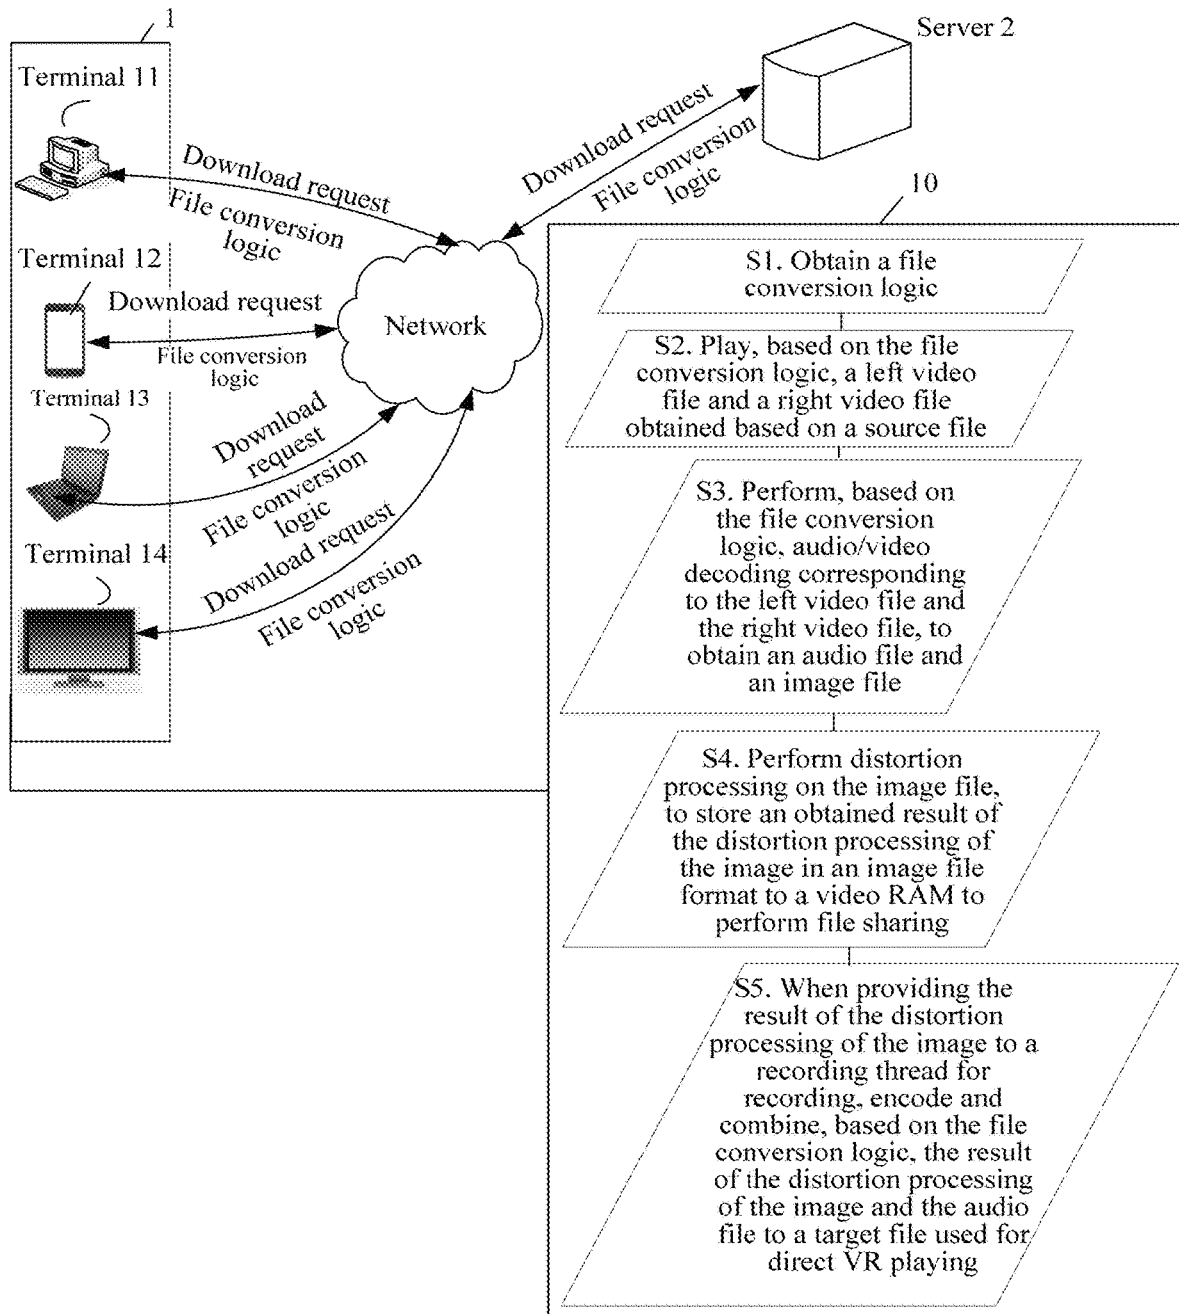 1
Server 2
Terminal 11
Download request
File conversion
logic
Download request
File conversion
logic
Terminal 12
Download request
File conversion
logic
Network
Terminal 13
Download
request
File conversion
logic
Terminal 14
Download request
File conversion
logic
10
S1. Obtain a file
conversion logic
S2. Play, based on the file
conversion logic, a left video
file and a right video file
obtained based on a source file
S3. Perform, based on
the file conversion
logic, audio/video
decoding corresponding
to the left video file and
the right video file, to
obtain an audio file and
an image file
S4. Perform distortion
processing on the image file,
to store an obtained result of
the distortion processing of
the image in an image file
format to a video RAM to
perform file sharing
S5. When providing the
result of the distortion
processing of the image to a
recording thread for
recording, encode and
combine, based on the file
conversion logic, the result
of the distortion processing
of the image and the audio
file to a target file used for
direct VR playing